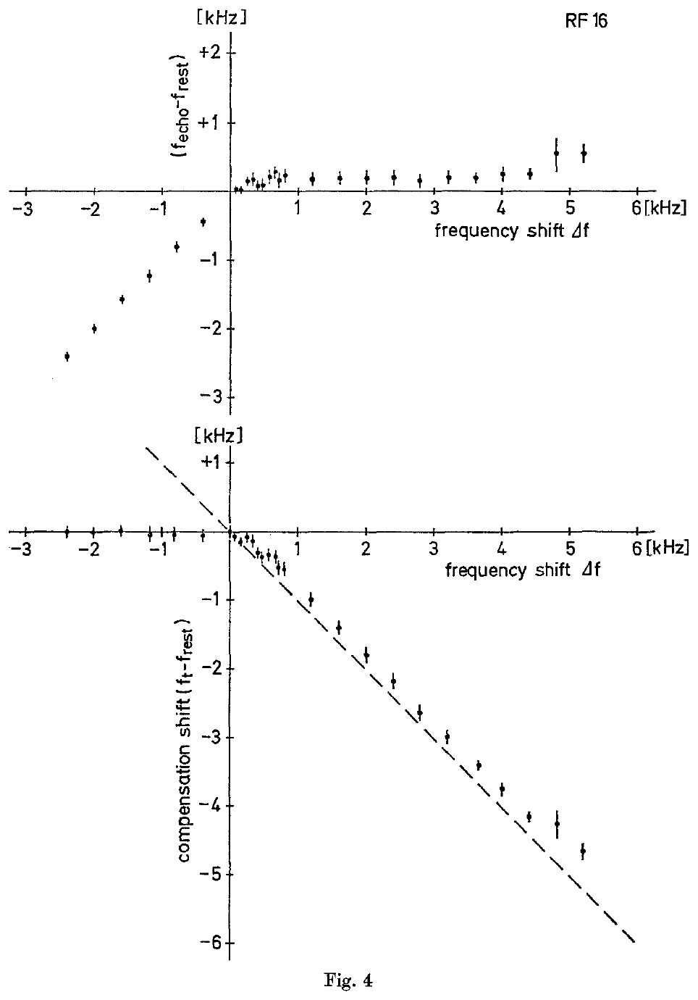 [kHz]
RF 16
+2
+1
(fecho-frest)
-3 -2 -1 1 2 3 4 5 6 [kHz]
frequency shift Δf
-1
-2
-3
[kHz]
+1
-3 -2 -1 1 2 3 4 5 6 [kHz]
frequency shift Δf
-1
-2
-3
-4
-5
-6
compensation shift (ft-frest)
Fig. 4